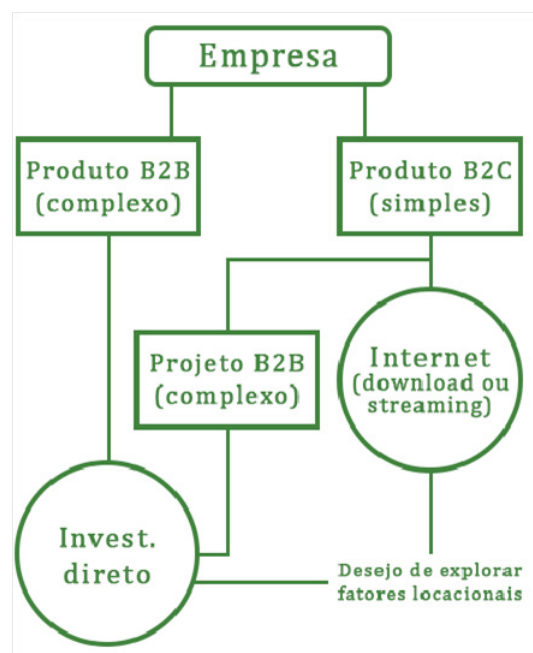 Empresa
Produto B2B
(complexo)
Produto B2C
(simples)
Projeto B2B
(complexo)
Internet
(download ou
streaming)
Invest.
direto
Desejo de explorar
fatores locacionais